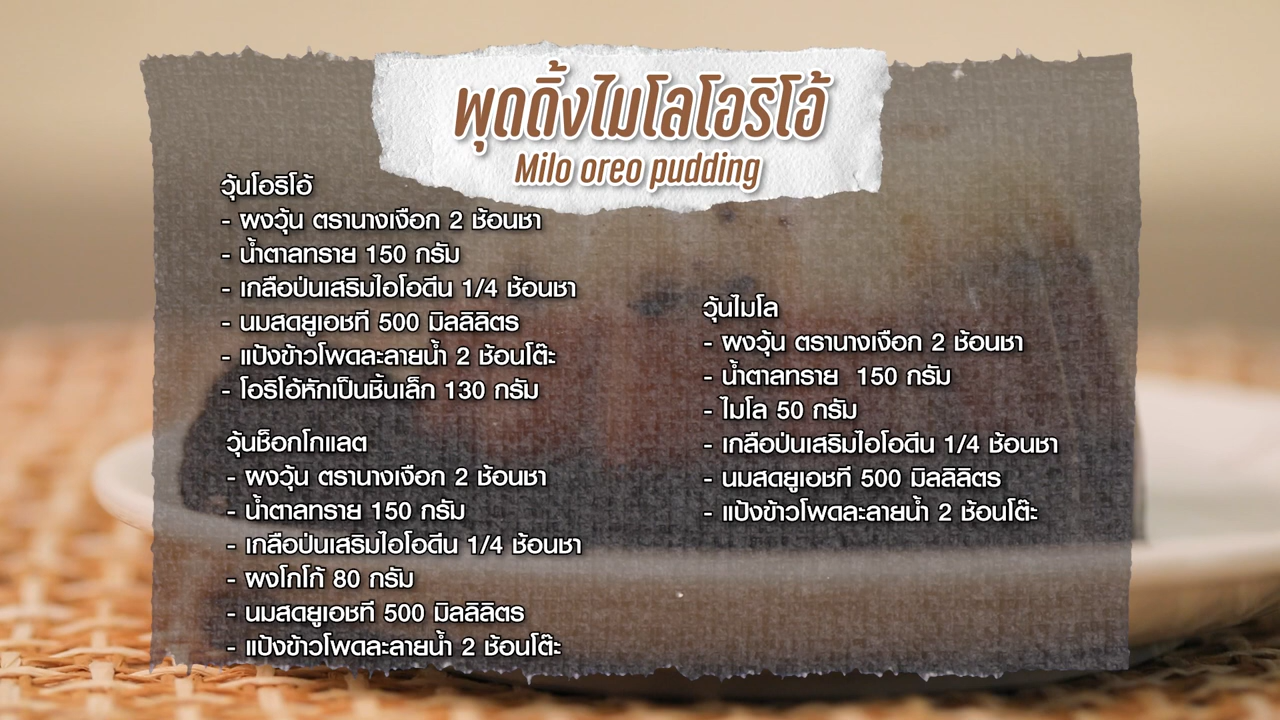 พุดดิ้งไมโลโอริโอ้
Milo oreo pudding
วุ้นโอริโอ้
- ผงวุ้น ตรานางเงือก 2 ช้อนชา
- น้ำตาลทราย 150 กรัม
- เกลือป่นเสริมไอโอดีน 1/4 ช้อนชา
- นมสดยูเอชที 500 มิลลิลิตร
- แป้งข้าวโพดละลายน้ำ 2 ช้อนโต๊ะ
- โอริโอ้หักเป็นชิ้นเล็ก 130 กรัม
วุ้นช็อกโกแลต
- ผงวุ้น ตรานางเงือก 2 ช้อนชา
- น้ำตาลทราย 150 กรัม
- เกลือป่นเสริมไอโอดีน 1/4 ช้อนชา
- ผงโกโก้ 80 กรัม
- นมสดยูเอชที 500 มิลลิลิตร
- แป้งข้าวโพดละลายน้ำ 2 ช้อนโต๊ะ
วุ้นไมโล
- ผงวุ้น ตรานางเงือก 2 ช้อนชา
- น้ำตาลทราย  150 กรัม
- ไมโล 50 กรัม
- เกลือป่นเสริมไอโอดีน 1/4 ช้อนชา
- นมสดยูเอชที 500 มิลลิลิตร
- แป้งข้าวโพดละลายน้ำ 2 ช้อนโต๊ะ